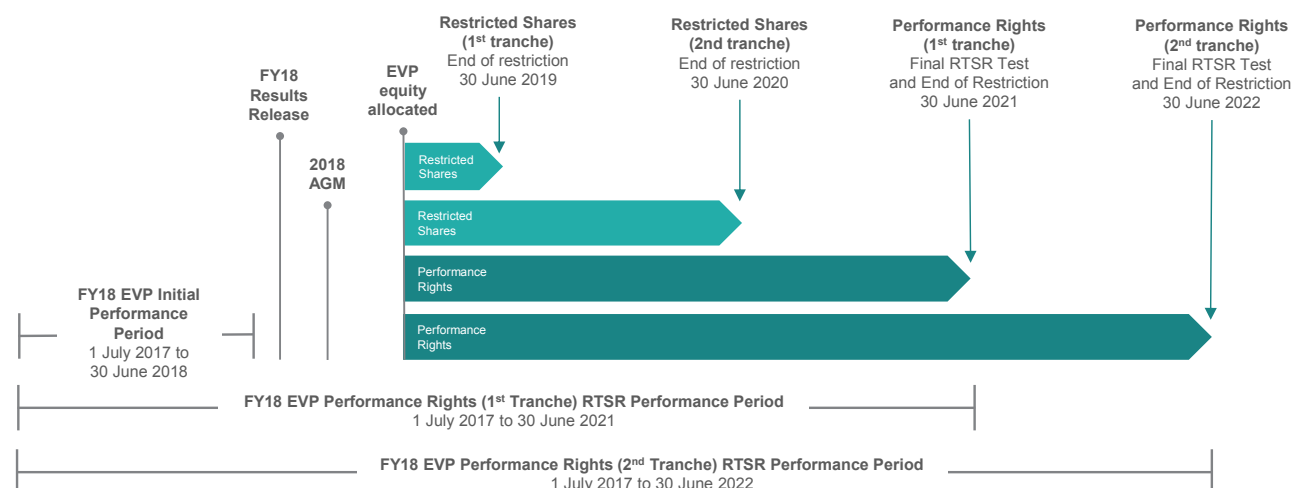 Restricted Shares
(1st tranche)
End of restriction
30 June 2019
Restricted Shares
(2nd tranche)
End of restriction
30 June 2020
Performance Rights
(1st tranche)
Final RTSR Test
and End of Restriction
30 June 2021
Performance Rights
(2nd tranche)
Final RTSR Test
and End of Restriction
30 June 2022
FY18
Results
Release
2018
AGM
EVP
equity
allocated
Restricted
Shares
Restricted
Shares
Performance
Rights
Performance
Rights
FY18 EVP Initial
Performance
Period
1 July 2017 to
30 June 2018
FY18 EVP Performance Rights (1st Tranche) RTSR Performance Period
1 July 2017 to 30 June 2021
FY18 EVP Performance Rights (2nd Tranche) RTSR Performance Period
1 July 2017 to 30 June 2022